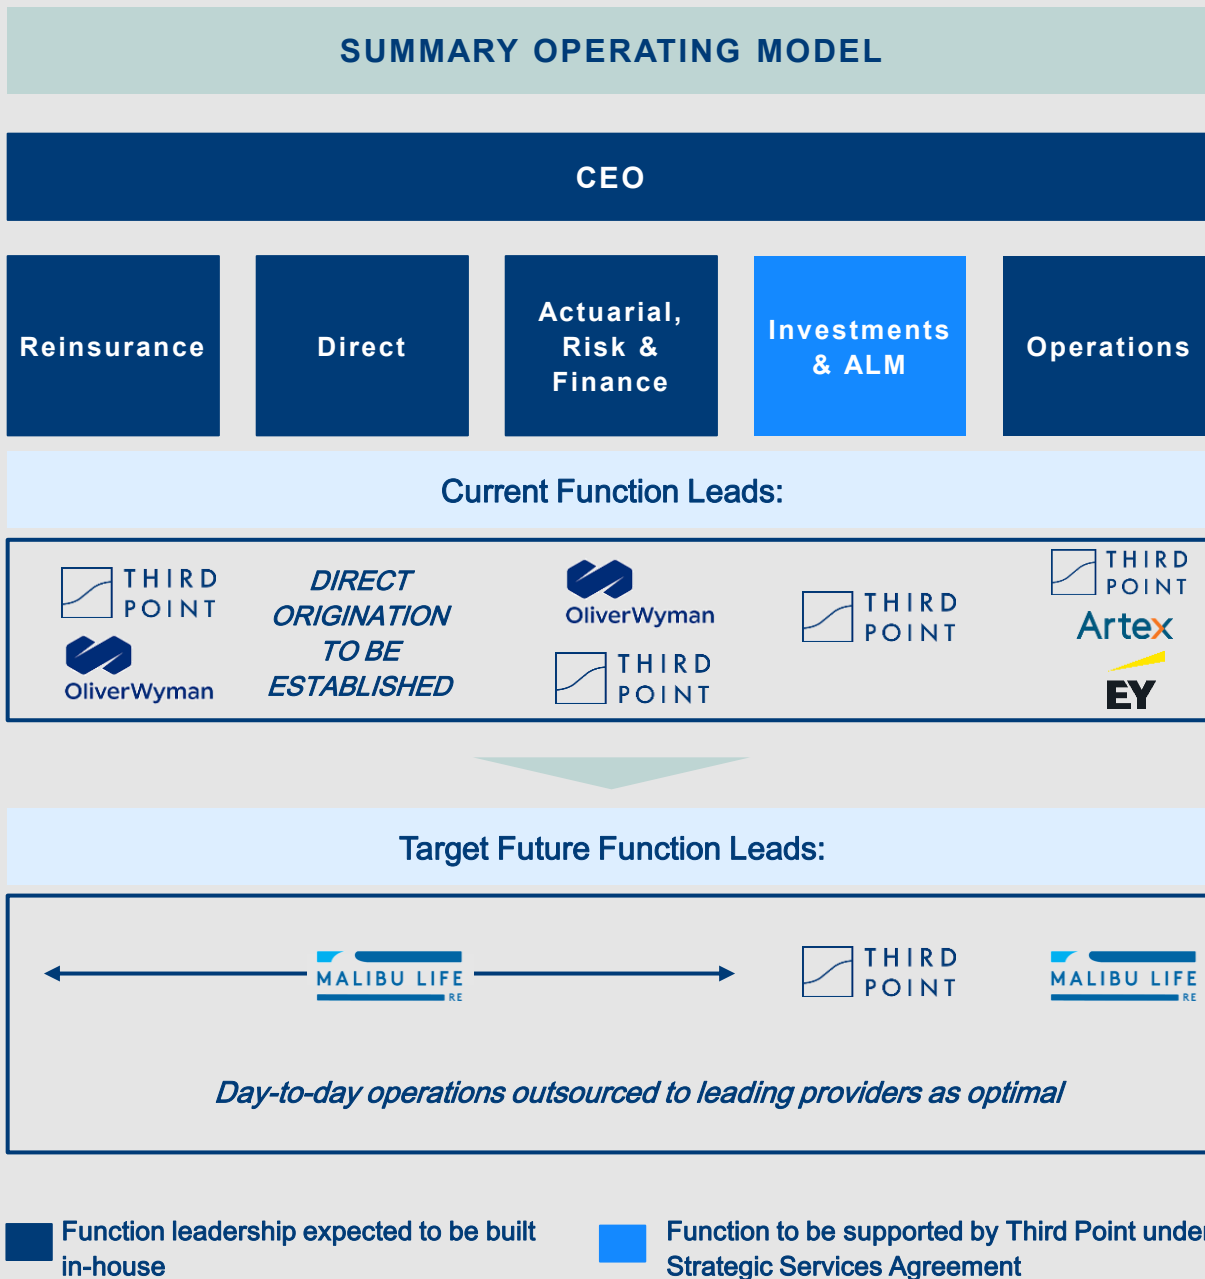 SUMMARY OPERATING MODEL
CEO
Reinsurance
Direct
Actuarial,
Risk &
Finance
Investments
& ALM
Operations
Current Function Leads:
THIRD
POINT
OliverWyman
DIRECT
ORIGINATION
TO BE
ESTABLISHED
OliverWyman
THIRD
POINT
THIRD
POINT
THIRD
POINT
Artex
EY
Target Future Function Leads:
MALIBU LIFE
RE
THIRD
POINT
MALIBU LIFE
RE
Day-to-day operations outsourced to leading providers as optimal
Function leadership expected to be built
in-house
Function to be supported by Third Point under
Strategic Services Agreement